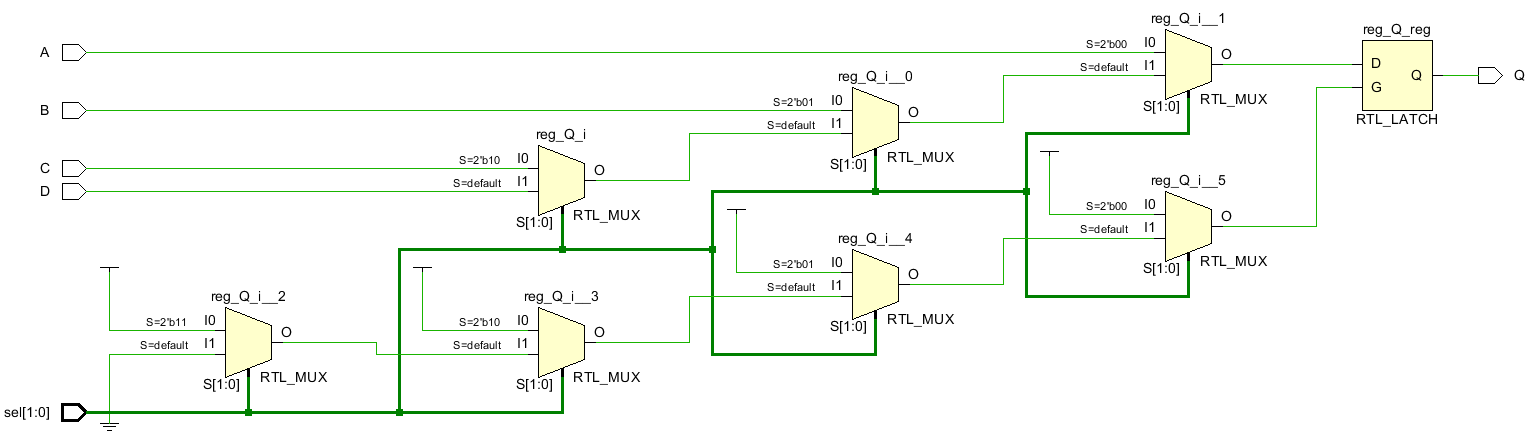 reg_Q_i__1
A
S=2'b00
I0
O
S=default
I1
S[1:0]
RTL_MUX
reg_Q_reg
D
Q
G
RTL_LATCH
Q
reg_Q_i__0
B
S=2'b01
I0
O
S=default
I1
S[1:0]
RTL_MUX
reg_Q_i
C
S=2'b10
I0
O
D
S=default
I1
S[1:0]
RTL_MUX
reg_Q_i__5
S=2'b00
I0
O
S=default
I1
S[1:0]
RTL_MUX
reg_Q_i__4
S=2'b01
I0
O
S=default
I1
S[1:0]
RTL_MUX
reg_Q_i__2
S=2'b11
I0
O
S=default
I1
S[1:0]
RTL_MUX
reg_Q_i__3
S=2'b10
I0
O
S=default
I1
S[1:0]
RTL_MUX
sel[1:0]